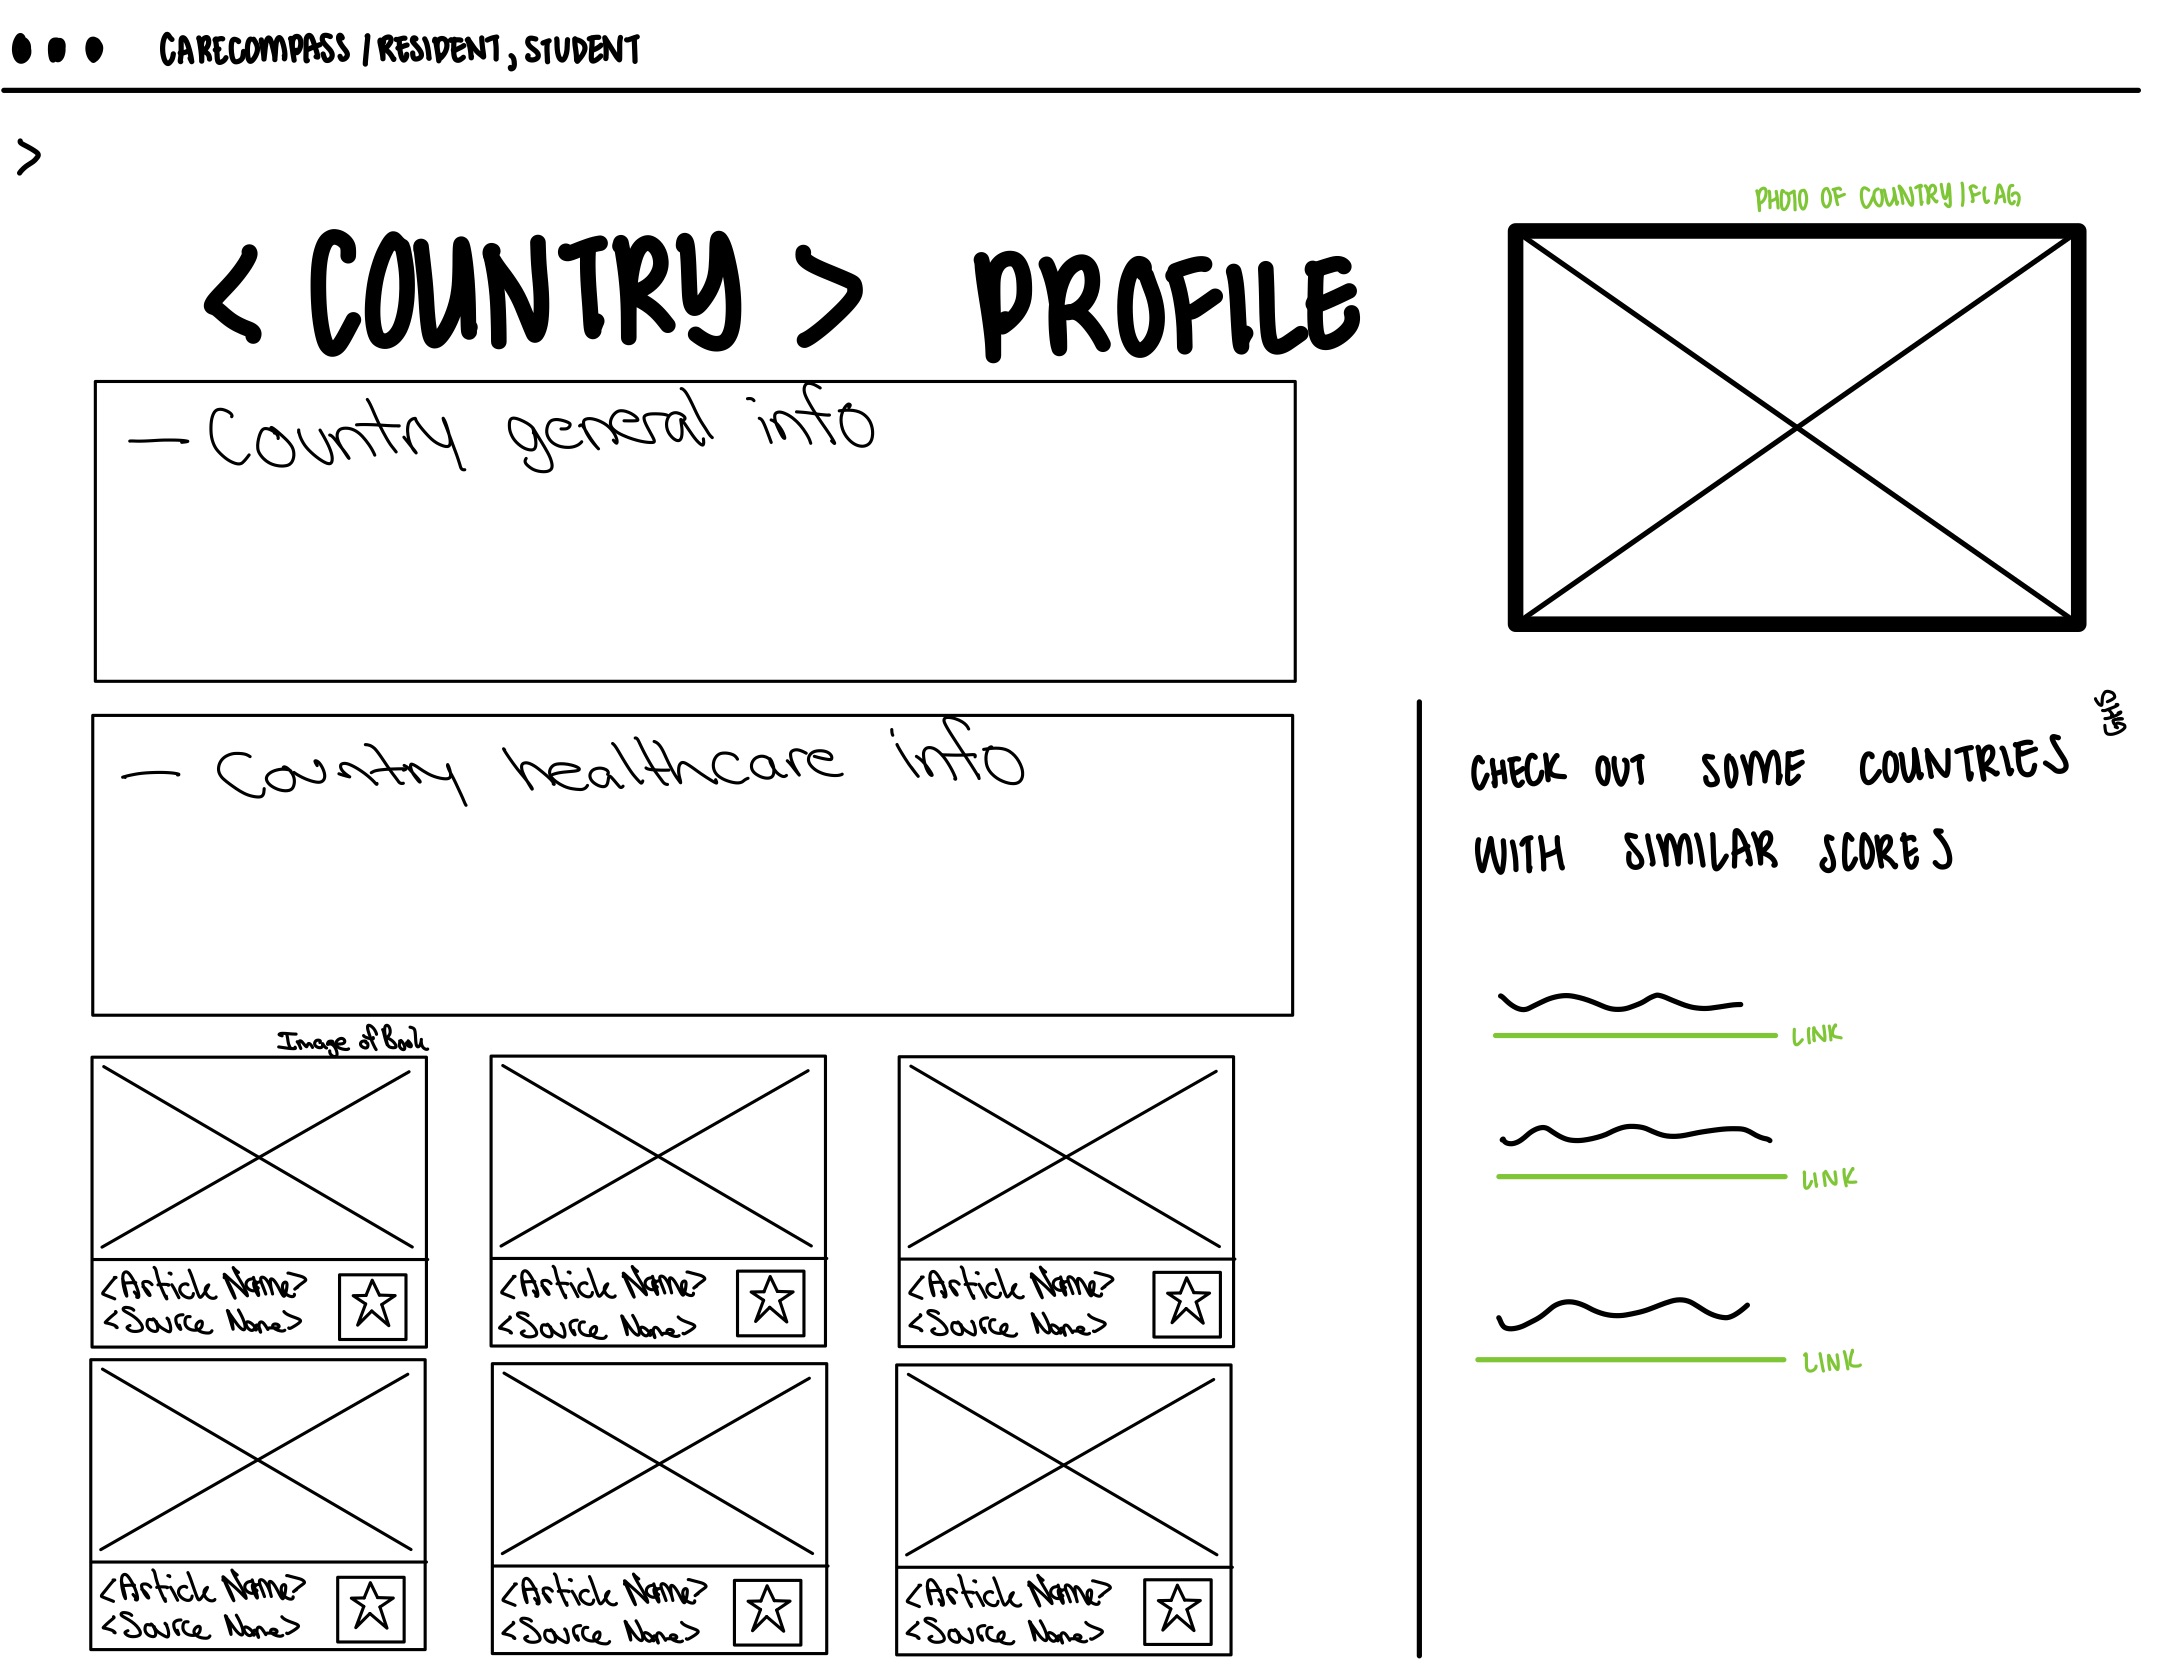 CARECOMPASS / RESIDENT, STUDENT
>
PHOTO OF COUNTRY / FLAG
< COUNTRY > PROFILE
- Country general info
- Country healthcare info
CHECK OUT SOME COUNTRIES
WITH SIMILAR SCORES
LINK
LINK
LINK
Image of
<Article Name>
<Source Name>
<Article Name>
<Source Name>
<Article Name>
<Source Name>
<Article Name>
<Source Name>
<Article Name>
<Source Name>
<Article Name>
<Source Name>